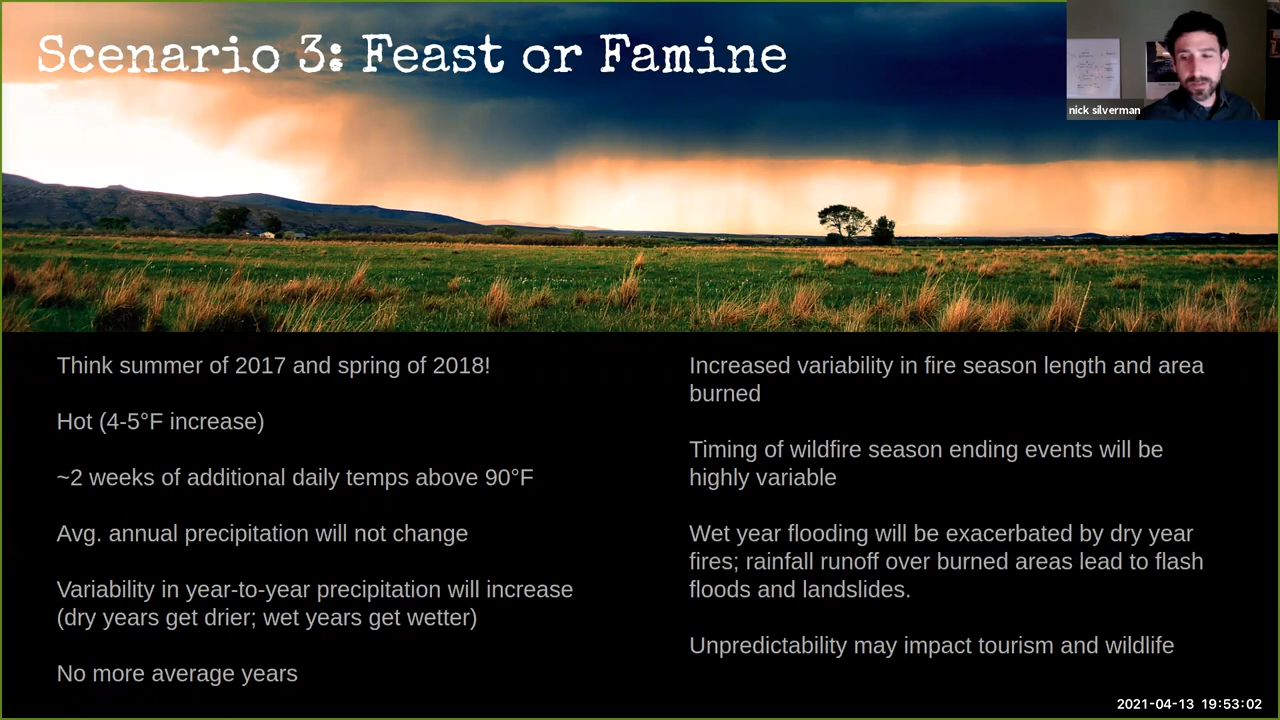 Scenario 3: Feast or Famine
nick silverman
Think summer of 2017 and spring of 2018!
Hot (4-5°F increase)
~2 weeks of additional daily temps above 90°F
Avg. annual precipitation will not change
Variability in year-to-year precipitation will increase
(dry years get drier; wet years get wetter)
No more average years
Increased variability in fire season length and area
burned
Timing of wildfire season ending events will be
highly variable
Wet year flooding will be exacerbated by dry year
fires; rainfall runoff over burned areas lead to flash
floods and landslides.
Unpredictability may impact tourism and wildlife
2021-04-13 19:53:02